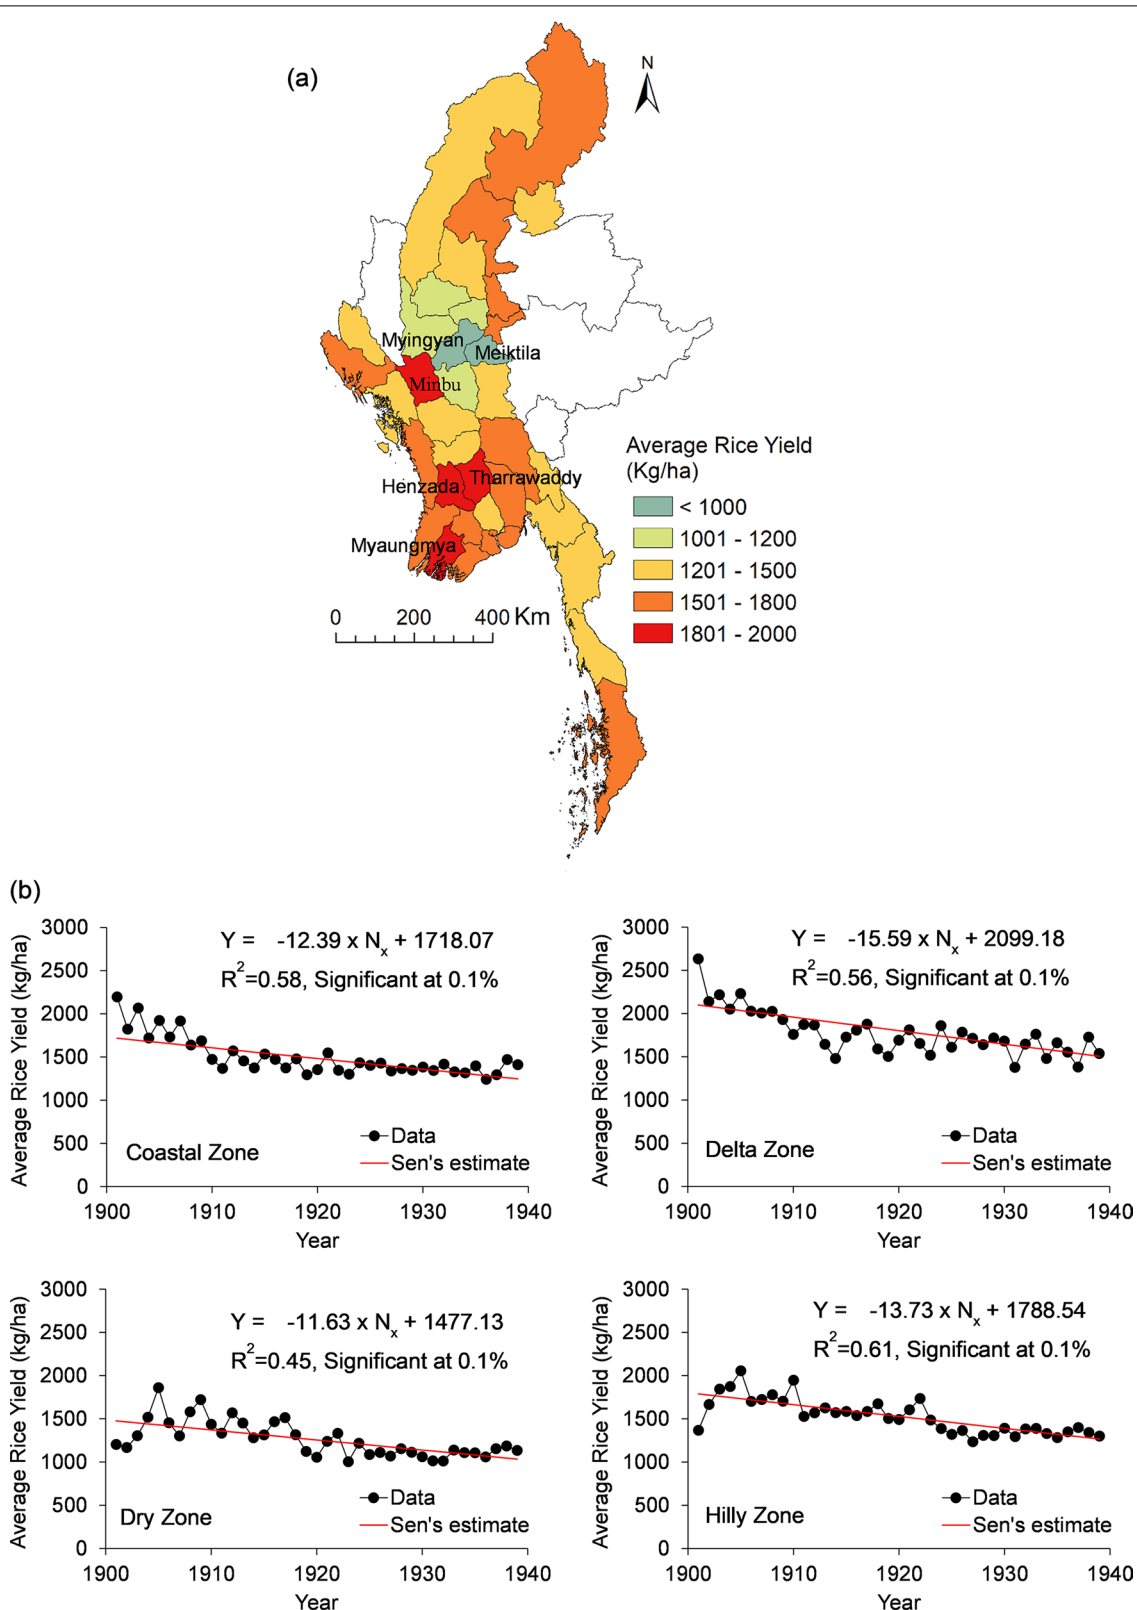 (a)
N
Myingyan
Meiktila
Minbu
Henzada
Tharrawaddy
Myaungmya
0 200 400 Km
Average Rice Yield
(Kg/ha)
< 1000
1001 - 1200
1201 - 1500
1501 - 1800
1801 - 2000
(b)
Average Rice Yield (kg/ha)
3000
2500
2000
1500
1000
500
0
Y = -12.39 x Nx + 1718.07
R2=0.58, Significant at 0.1%
Data
Sen's estimate
Coastal Zone
1900 1910 1920 1930 1940
Year
Average Rice Yield (kg/ha)
3000
2500
2000
1500
1000
500
0
Y = -15.59 x Nx + 2099.18
R2=0.56, Significant at 0.1%
Data
Sen's estimate
Delta Zone
1900 1910 1920 1930 1940
Year
Average Rice Yield (kg/ha)
3000
2500
2000
1500
1000
500
0
Y = -11.63 x Nx + 1477.13
R2=0.45, Significant at 0.1%
Data
Sen's estimate
Dry Zone
1900 1910 1920 1930 1940
Year
Average Rice Yield (kg/ha)
3000
2500
2000
1500
1000
500
0
Y = -13.73 x Nx + 1788.54
R2=0.61, Significant at 0.1%
Data
Sen's estimate
Hilly Zone
1900 1910 1920 1930 1940
Year